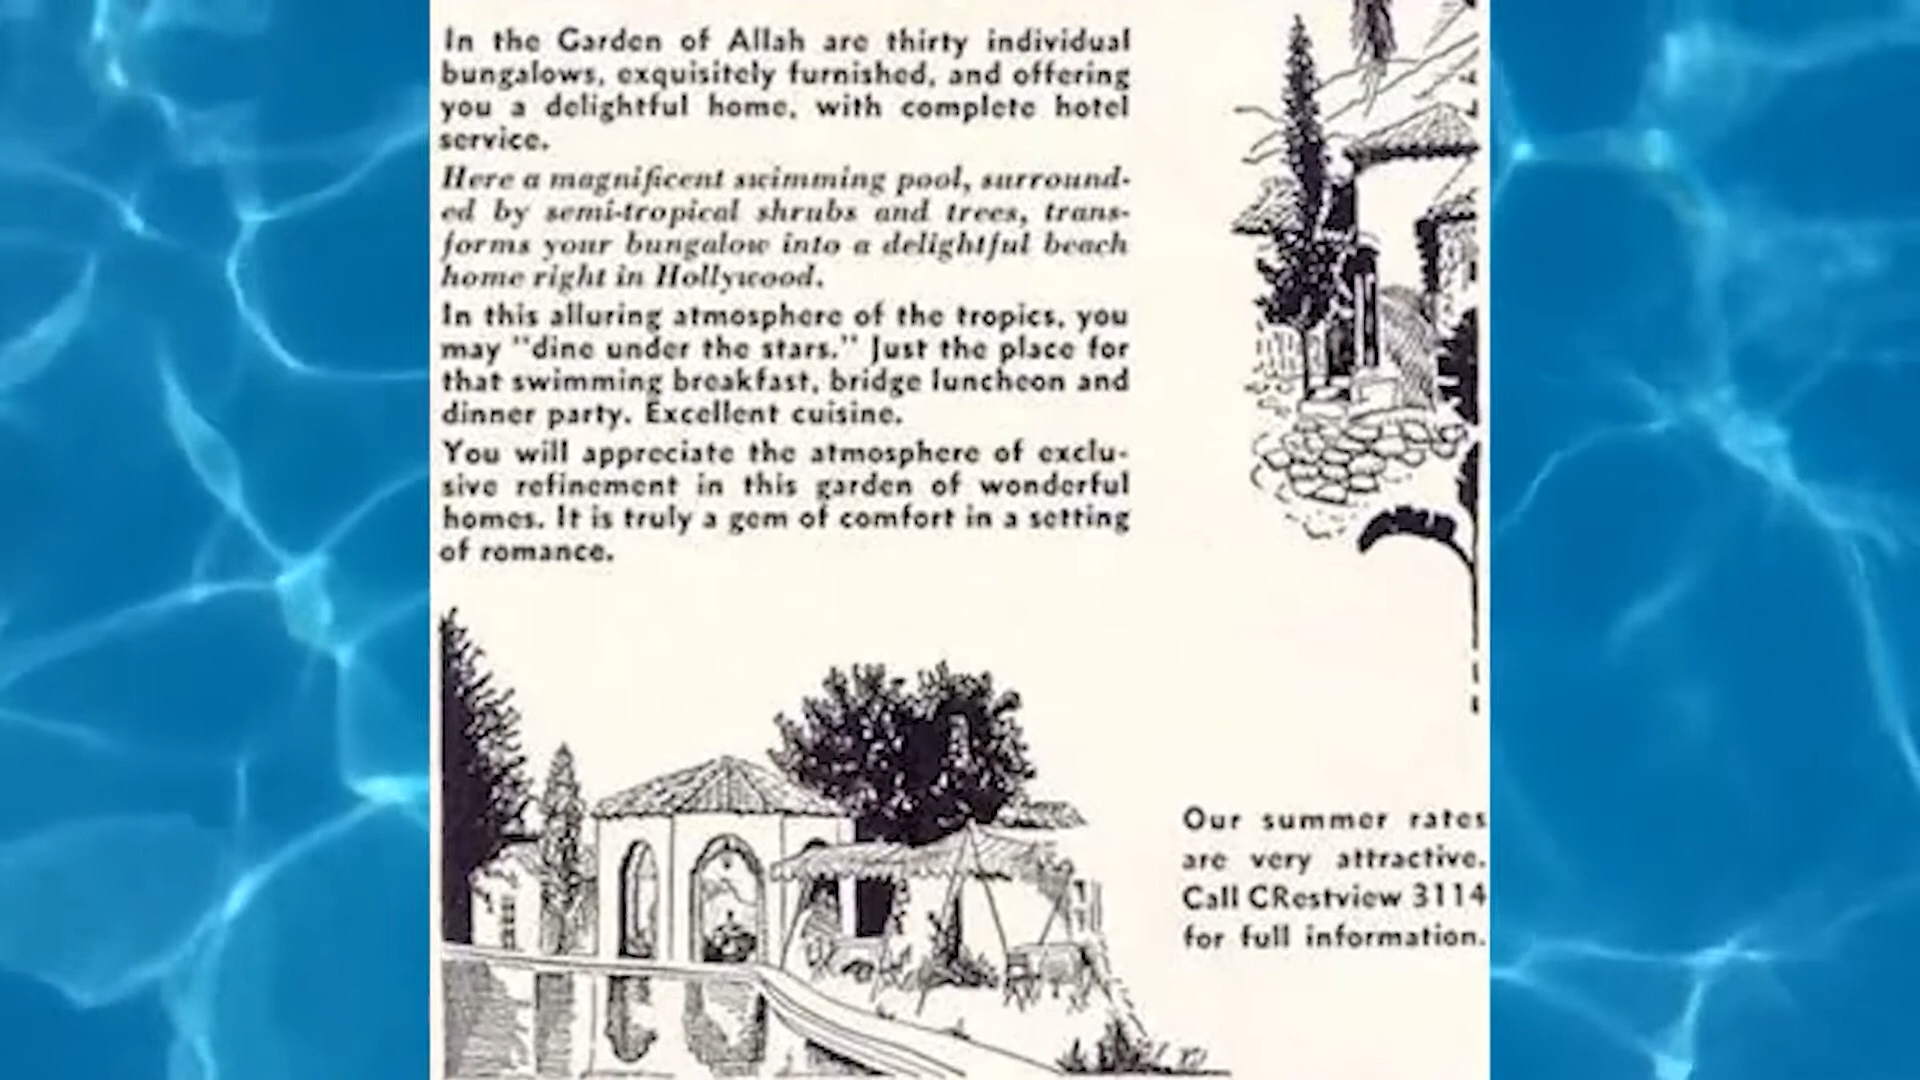 In the Garden of Allah are thirty individual
bungalows, exquisitely furnished, and offering
you a delightful home, with complete hotel
service.
Here a magnificent swimming pool, surround-
ed by semi-tropical shrubs and trees, trans-
forms your bungalow into a delightful beach
home right in Hollywood.
In this alluring atmosphere of the tropics, you
may "dine under the stars." Just the place for
that swimming breakfast, bridge luncheon and
dinner party. Excellent cuisine.
You will appreciate the atmosphere of exclu-
sive refinement in this garden of wonderful
homes. It is truly a gem of comfort in a setting
of romance.
Our summer rates
are very attractive.
Call CRestview 3114
for full information.